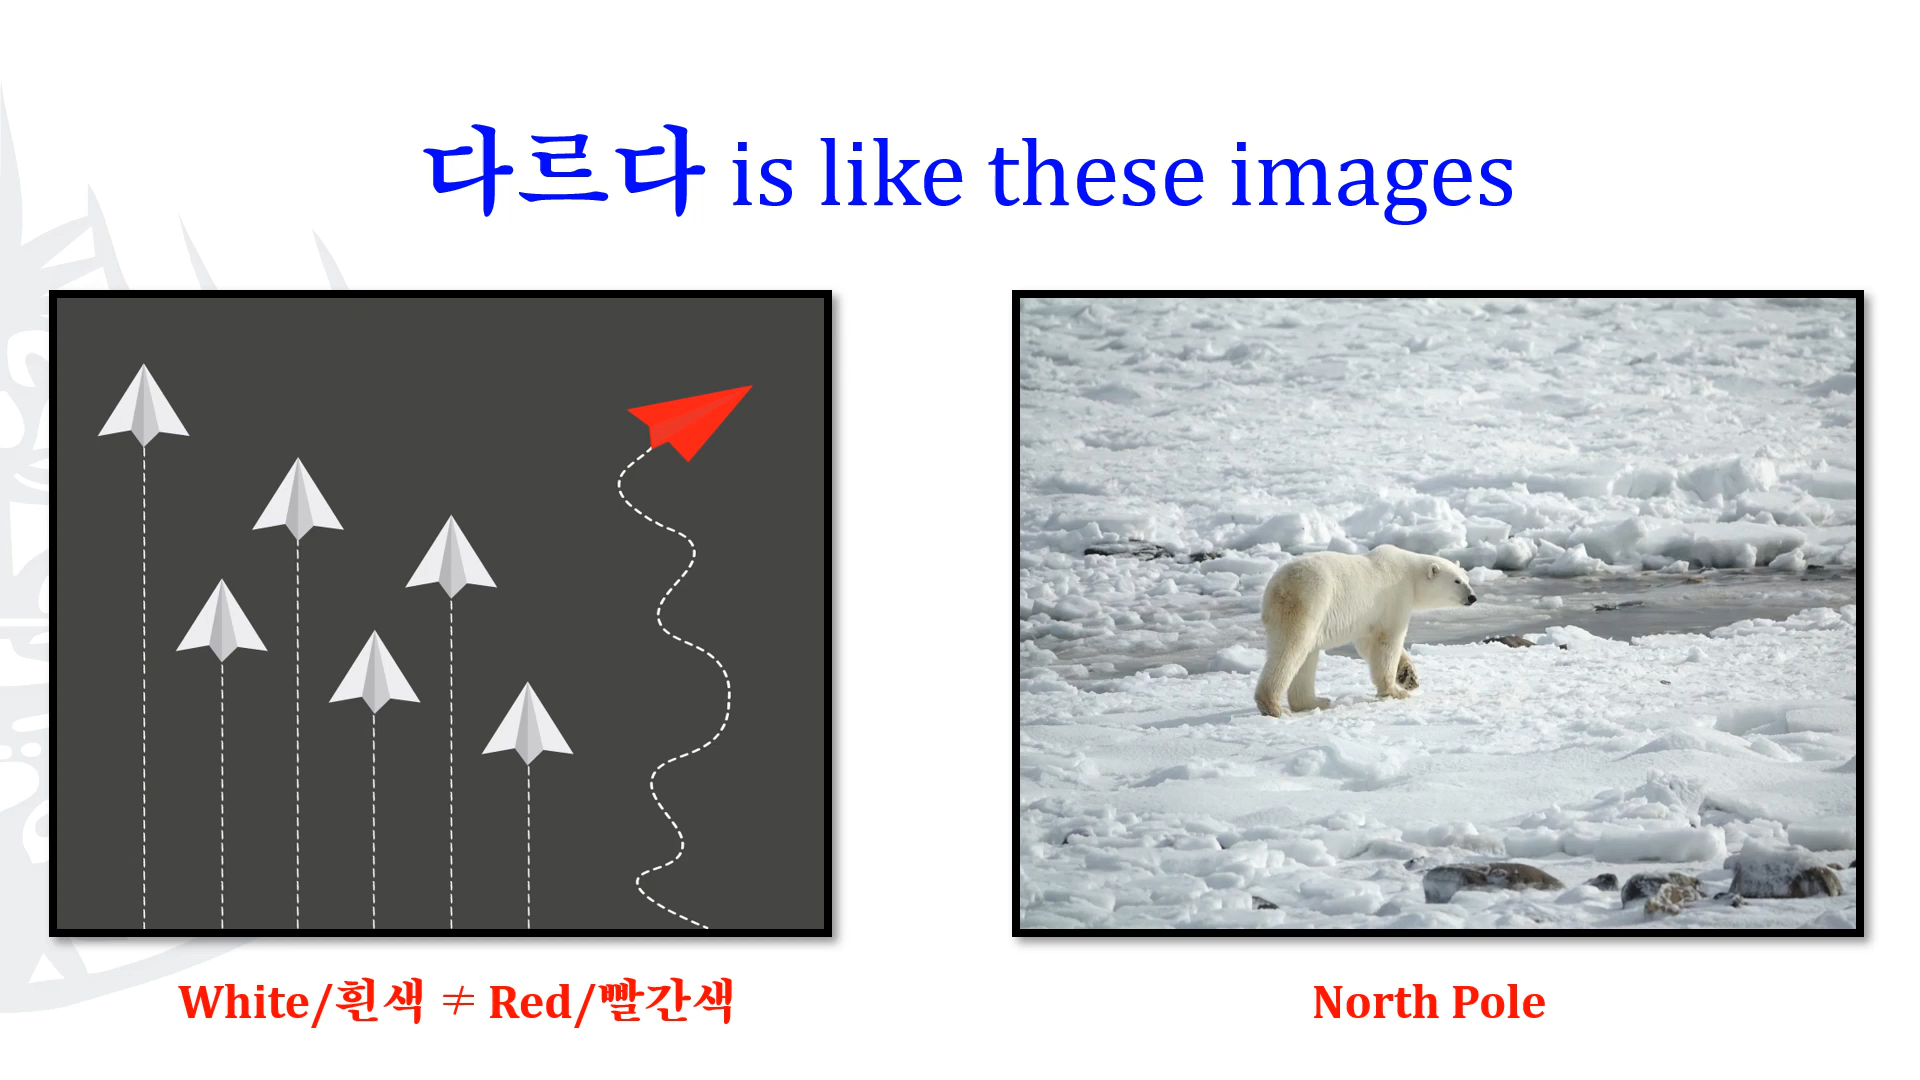 다르다 is like these images
White/흰색 ≠ Red/빨간색
North Pole